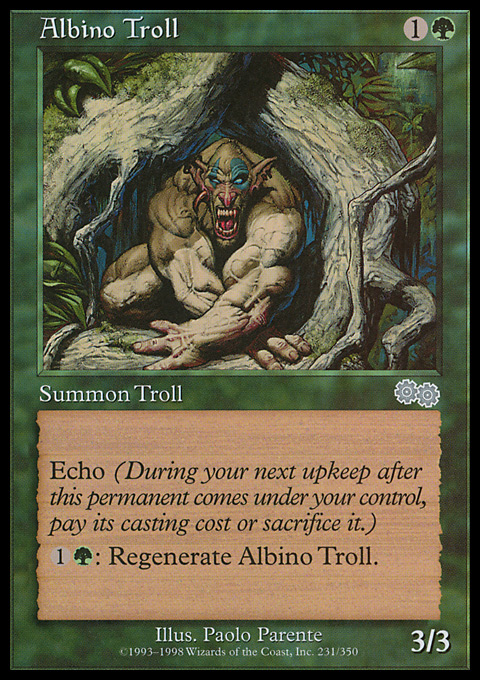 Albino Troll 1
Summon Troll
Echo (During your next upkeep after
this permanent comes under your control,
pay its casting cost or sacrifice it.)
1 : Regenerate Albino Troll.
Illus. Paolo Parente
©1993–1998 Wizards of the Coast, Inc. 231/350
3/3